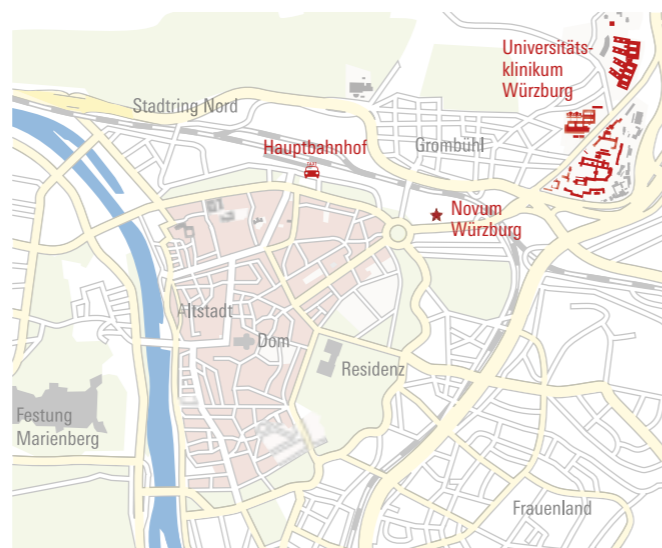 Universitäts-
klinikum
Würzburg
Stadtring Nord
Hauptbahnhof
Grombühl
Novum
Würzburg
Altstadt
Dom
Residenz
Festung
Marienberg
Frauenland